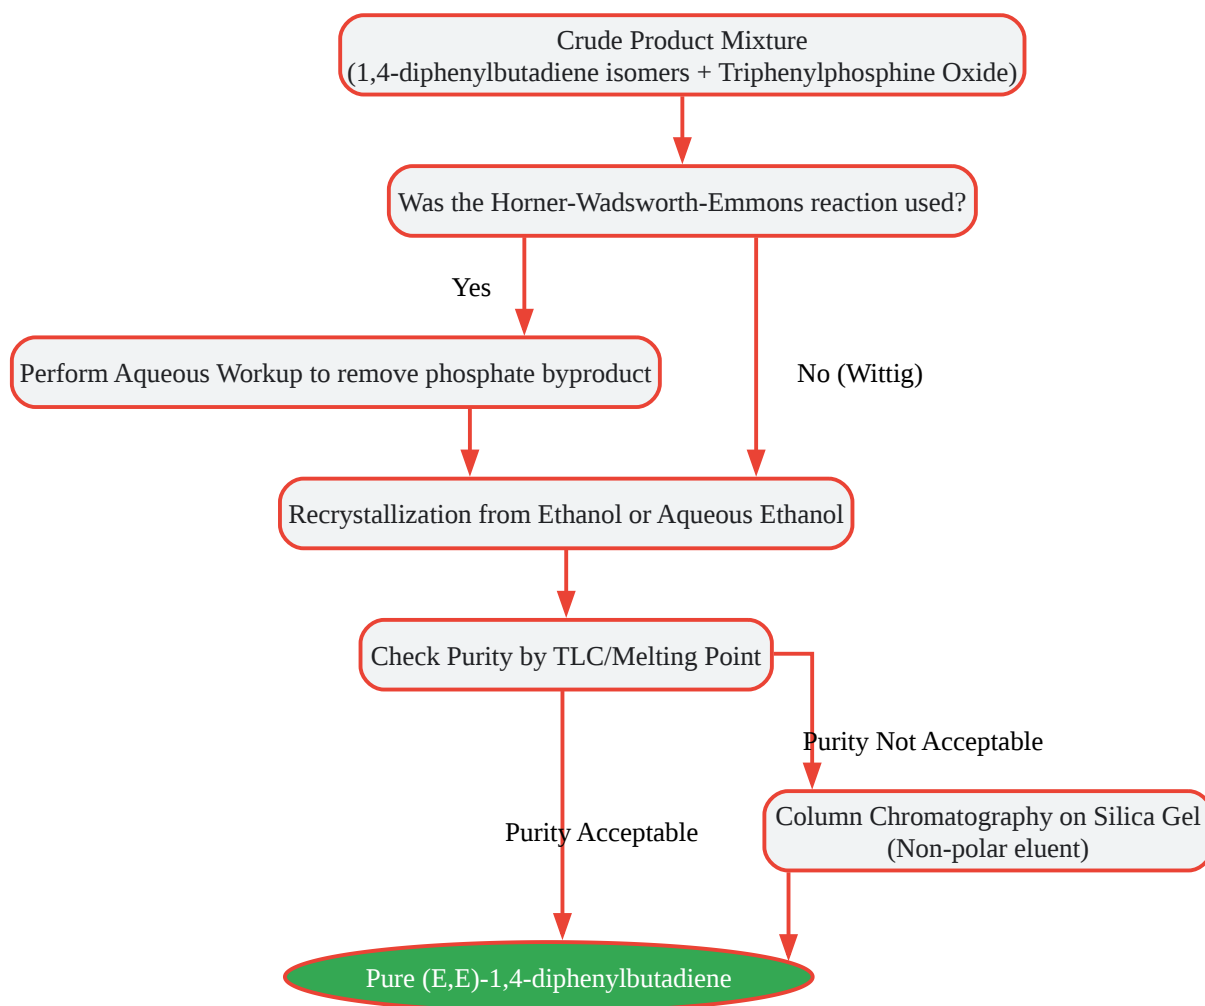 Crude Product Mixture
(1,4-diphenylbutadiene isomers + Triphenylphosphine Oxide)
Was the Horner-Wadsworth-Emmons reaction used?
Yes
Perform Aqueous Workup to remove phosphate byproduct
No (Wittig)
Recrystallization from Ethanol or Aqueous Ethanol
Check Purity by TLC/Melting Point
Purity Not Acceptable
Column Chromatography on Silica Gel
(Non-polar eluent)
Purity Acceptable
Pure (E,E)-1,4-diphenylbutadiene